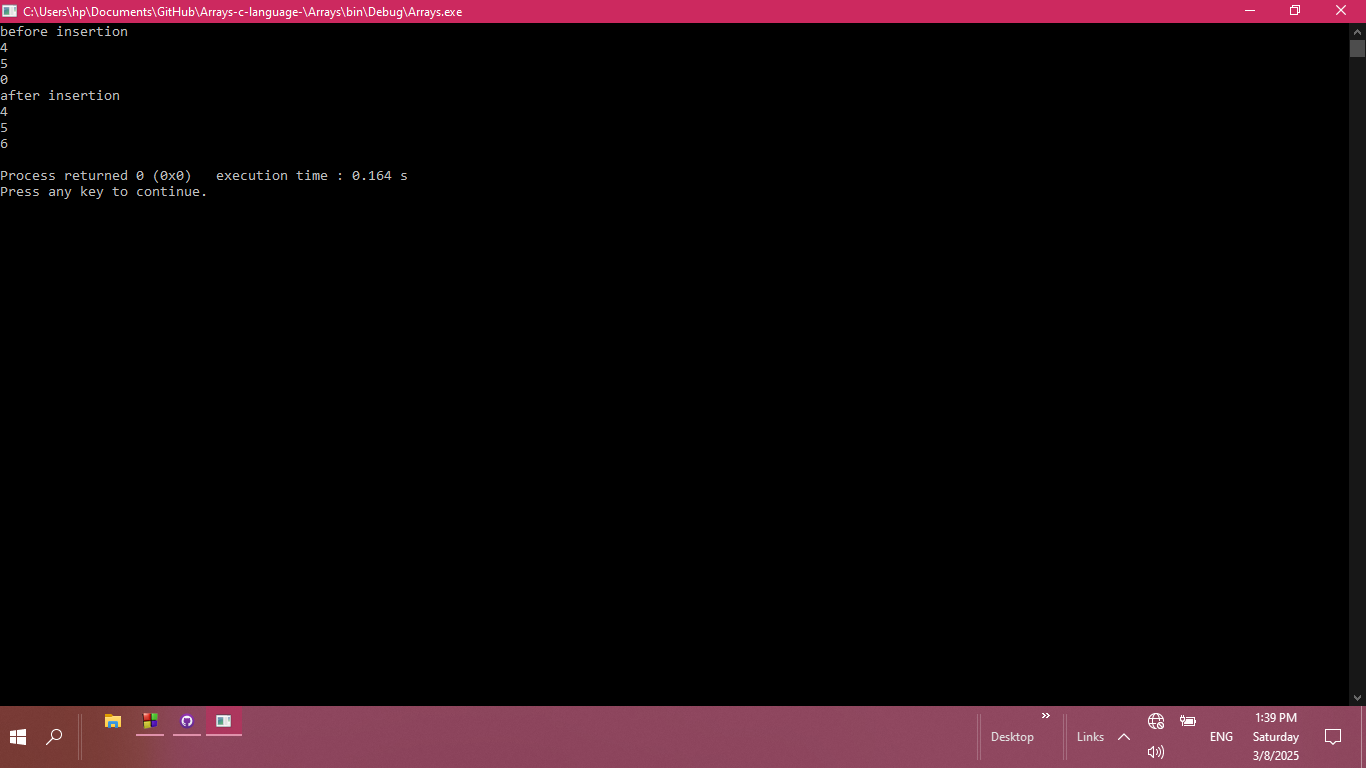 C:\Users\hp\Documents\GitHub\Arrays-c-language-\Arrays\bin\Debug\Arrays.exe
before insertion
4
5
0
after insertion
4
5
6
Process returned 0 (0x0)   execution time : 0.164 s
Press any key to continue.
Desktop
Links
ENG
1:39 PM
Saturday
3/8/2025